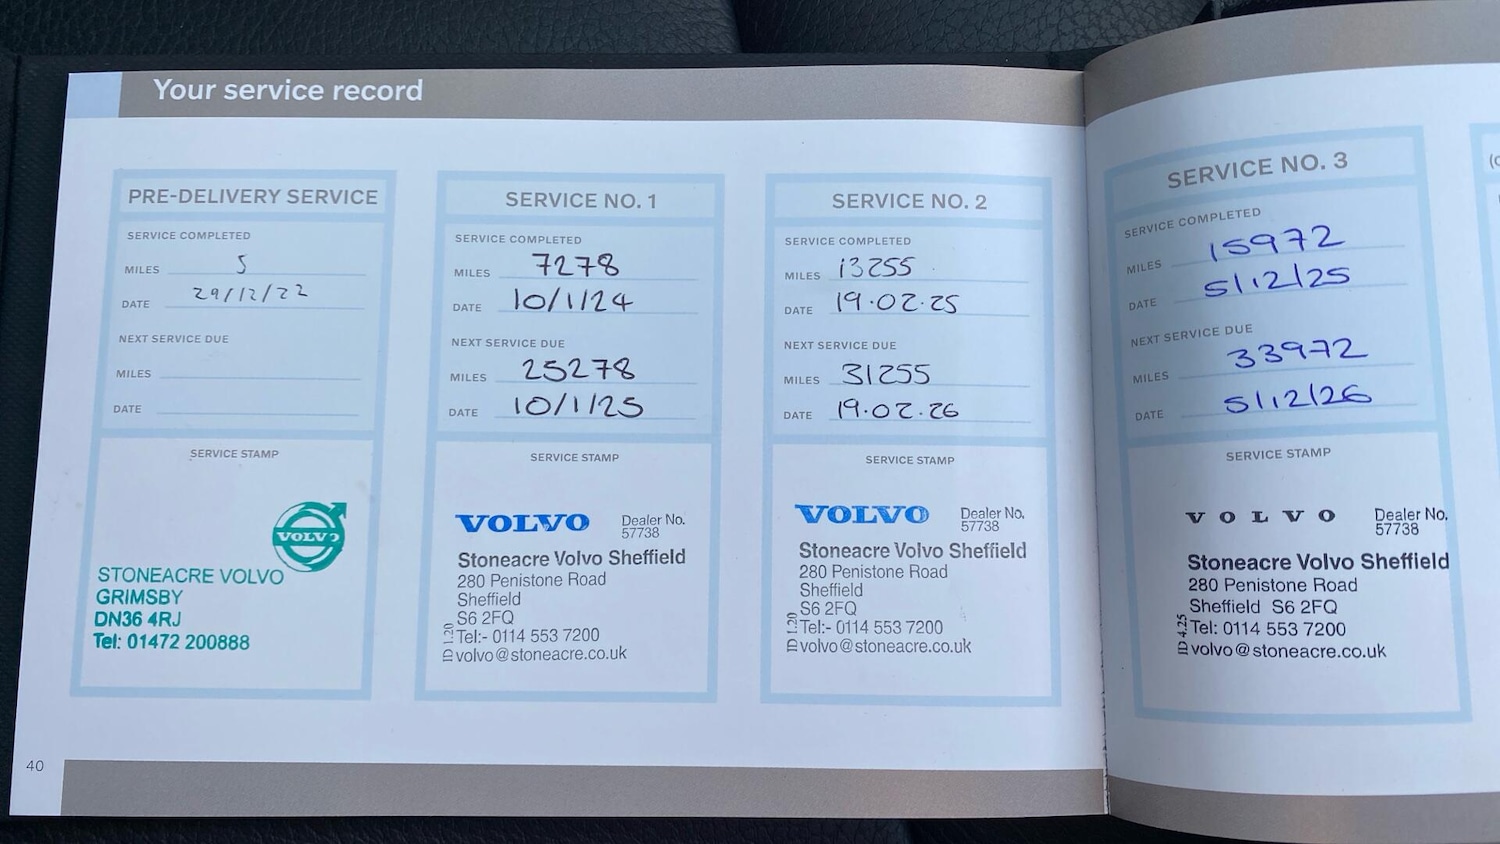 Your service record
PRE-DELIVERY SERVICE
SERVICE COMPLETED
MILES 5
DATE 29/12/22
NEXT SERVICE DUE
MILES
DATE
SERVICE STAMP
VOLVO
STONEACRE VOLVO
GRIMSBY
DN36 4RJ
Tel: 01472 200888
SERVICE NO. 1
SERVICE COMPLETED
MILES 7278
DATE 10/1/24
NEXT SERVICE DUE
MILES 25278
DATE 10/1/25
SERVICE STAMP
VOLVO Dealer No.
57738
Stoneacre Volvo Sheffield
280 Penistone Road
Sheffield
S6 2FQ
Tel:- 0114 553 7200
volvo@stoneacre.co.uk
ID 1.20
SERVICE NO. 2
SERVICE COMPLETED
MILES 13255
DATE 19.02.25
NEXT SERVICE DUE
MILES 31255
DATE 19.02.26
SERVICE STAMP
VOLVO Dealer No.
57738
Stoneacre Volvo Sheffield
280 Penistone Road
Sheffield
S6 2FQ
Tel:- 0114 553 7200
volvo@stoneacre.co.uk
ID 1.20
SERVICE NO. 3
SERVICE COMPLETED
MILES 15972
DATE 5/12/25
NEXT SERVICE DUE
MILES 33972
DATE 5/12/26
SERVICE STAMP
VOLVO Dealer No.
57738
Stoneacre Volvo Sheffield
280 Penistone Road
Sheffield S6 2FQ
Tel: 0114 553 7200
volvo@stoneacre.co.uk
ID 4.25
40